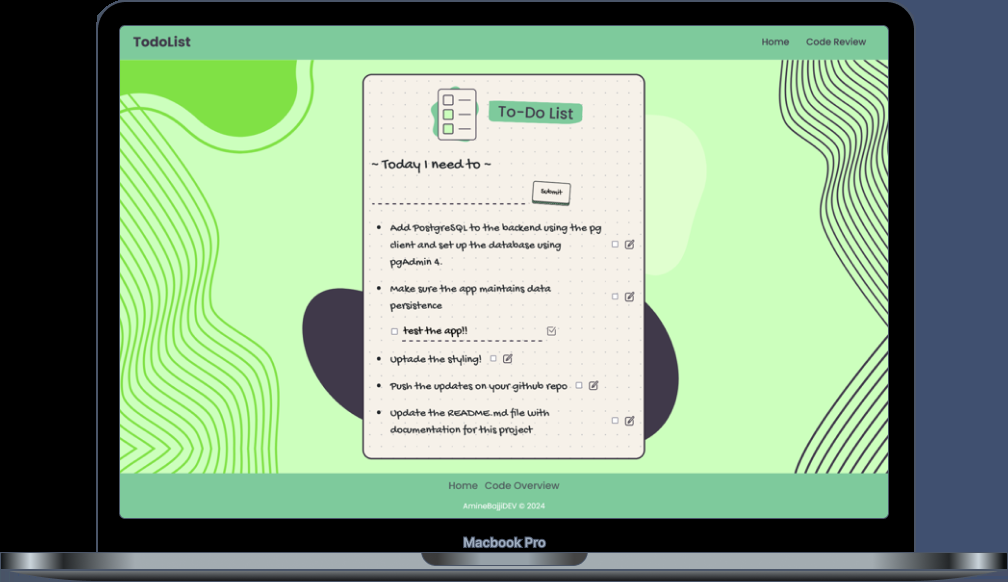 TodoList
Home Code Review
To-Do List
~ Today I need to ~
Submit
Add PostgreSQL to the backend using the pg
client and set up the database using
pgAdmin 4.
Make sure the app maintains data
persistence
test the app!!
Uptade the styling!
Push the updates on your github repo
Update the README.md file with
documentation for this project
Home Code Overview
AmineBajjiDEV © 2024
Macbook Pro